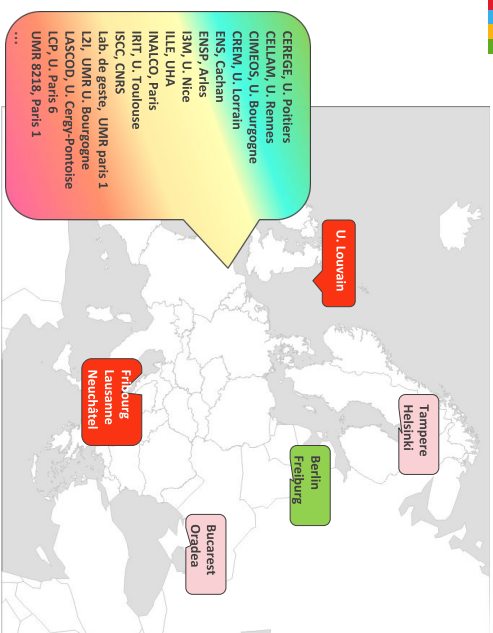 CEREGE, U. Poitiers
CELLAM, U. Rennes
CIMEOS, U. Bourgogne
CREM, U. Lorrain
ENS, Cachan
ENSP, Arles
I3M, U. Nice
ILLE, UHA
INALCO, Paris
IRIT, U. Toulouse
ISCC, CNRS
Lab. de geste, UMR paris 1
L2I, UMR U. Bourgogne
LASCOD, U. Cergy-Pontoise
LCP, U. Paris 6
UMR 8218, Paris 1
...
U. Louvain
Fribourg
Lausanne
Neuchâtel
Tampere
Helsinki
Berlin
Freiburg
Bucarest
Oradea